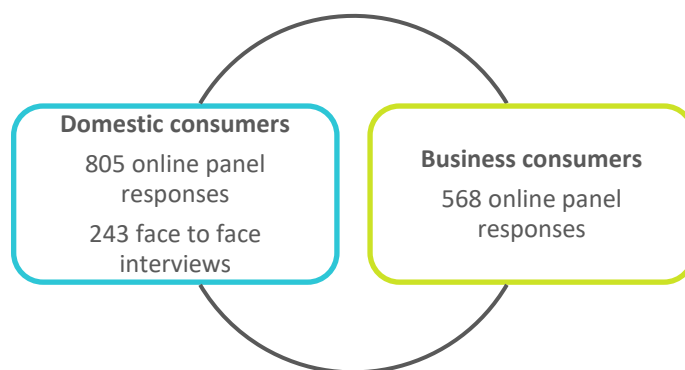 Domestic consumers
805 online panel
responses
243 face to face
interviews
Business consumers
568 online panel
responses